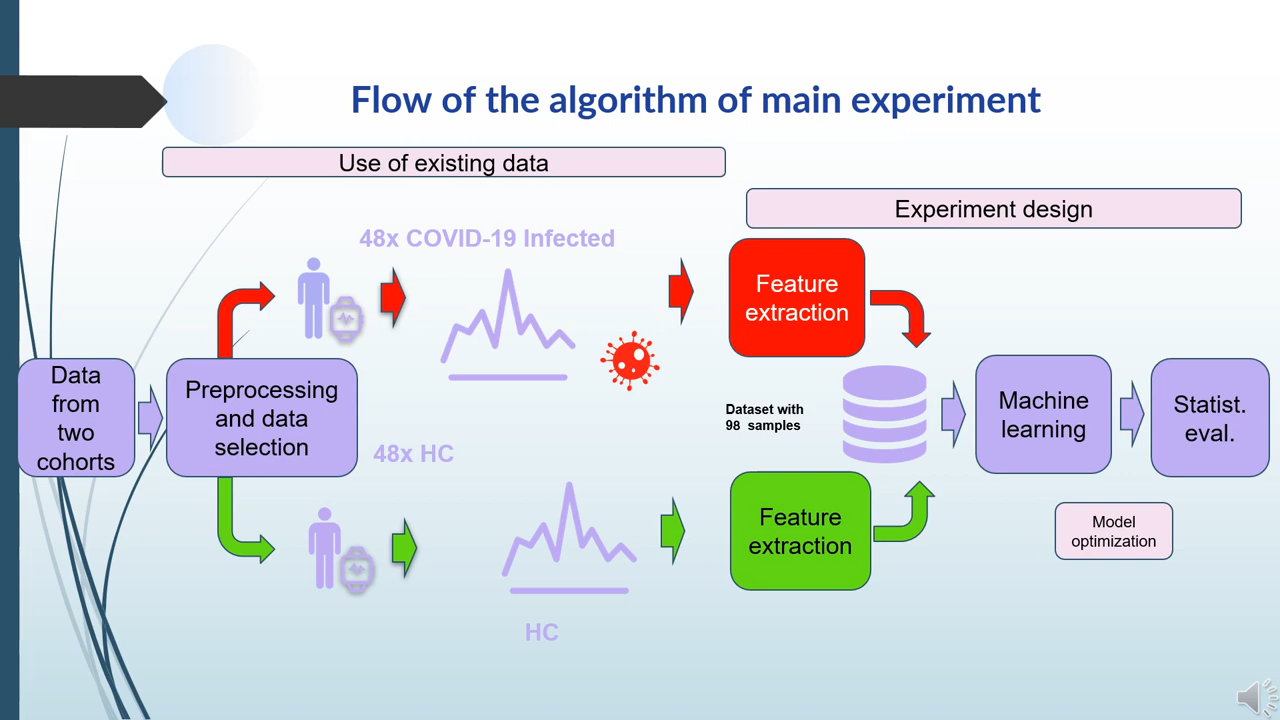 Flow of the algorithm of main experiment
Use of existing data
Experiment design
48x COVID-19 Infected
Feature
extraction
Data
from
two
cohorts
Preprocessing
and data
selection
Dataset with
98 samples
Machine
learning
Statist.
eval.
48x HC
Feature
extraction
Model
optimization
HC